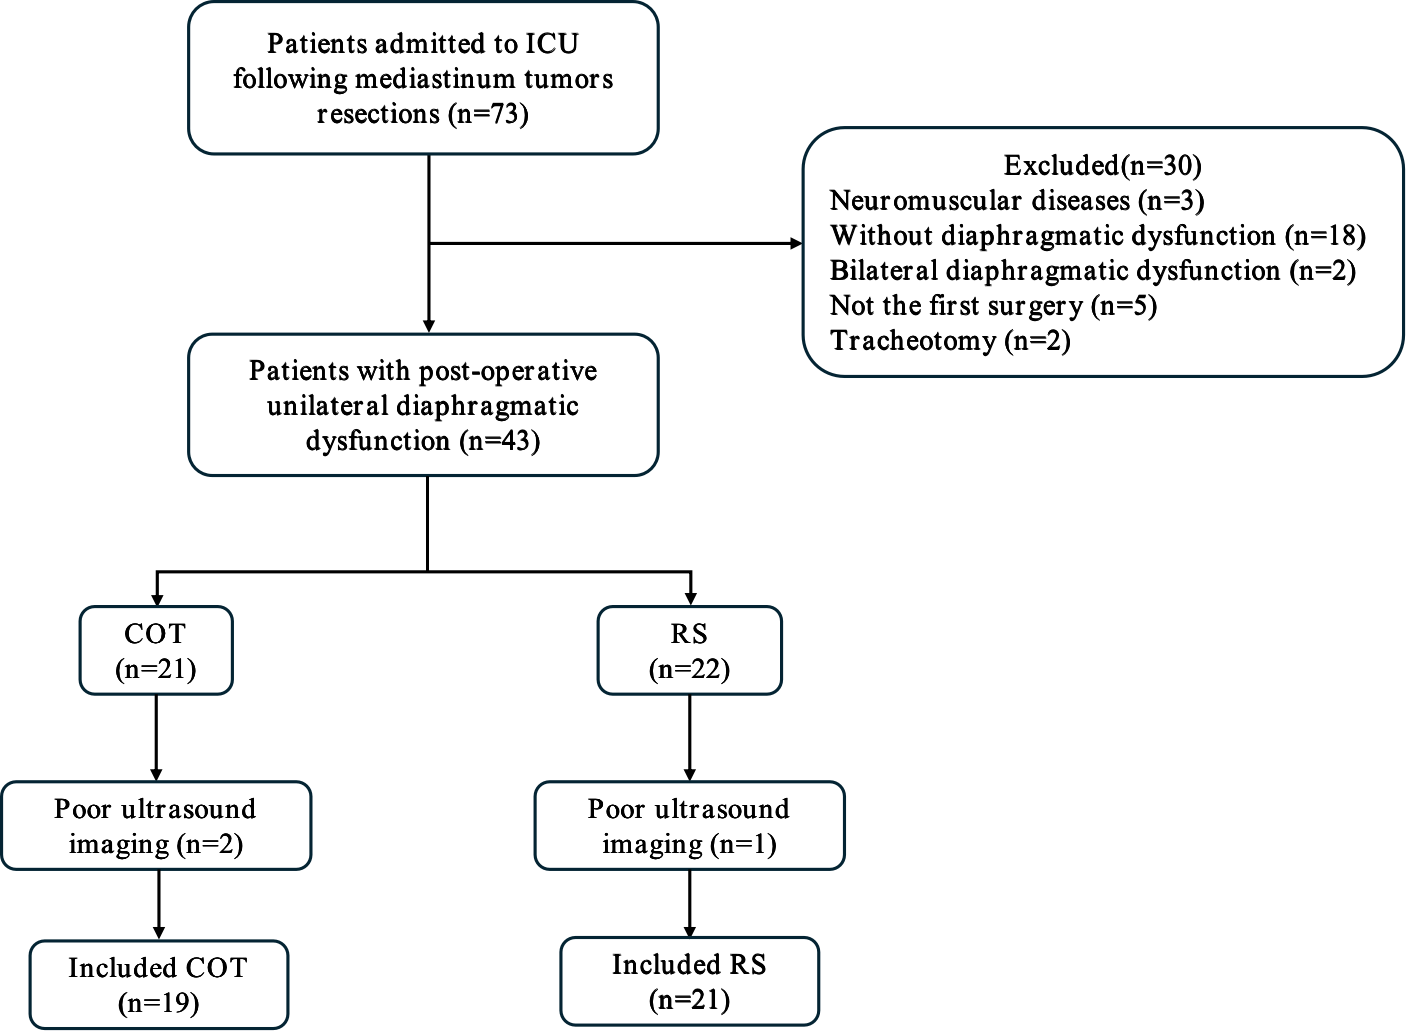 Patients admitted to ICU
following mediastinum tumors
resections (n=73)
Excluded(n=30)
Neuromuscular diseases (n=3)
Without diaphragmatic dysfunction (n=18)
Bilateral diaphragmatic dysfunction (n=2)
Not the first surgery (n=5)
Tracheotomy (n=2)
Patients with post-operative
unilateral diaphragmatic
dysfunction (n=43)
COT
(n=21)
RS
(n=22)
Poor ultrasound
imaging (n=2)
Poor ultrasound
imaging (n=1)
Included COT
(n=19)
Included RS
(n=21)